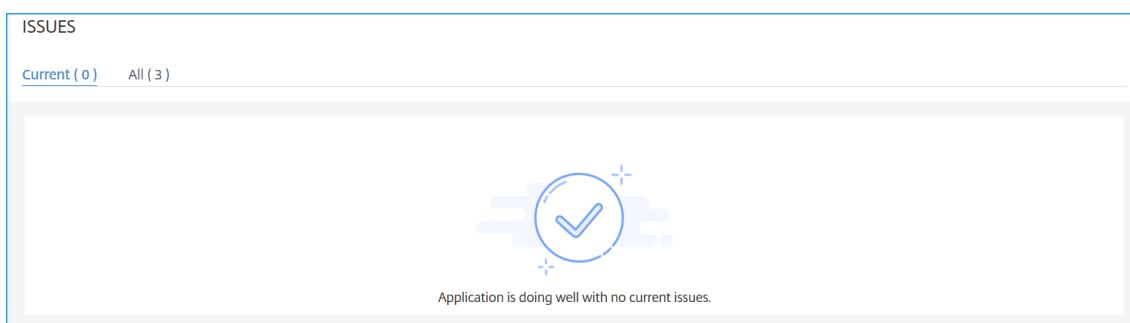 ISSUES
Current ( 0 ) All ( 3 )
Application is doing well with no current issues.